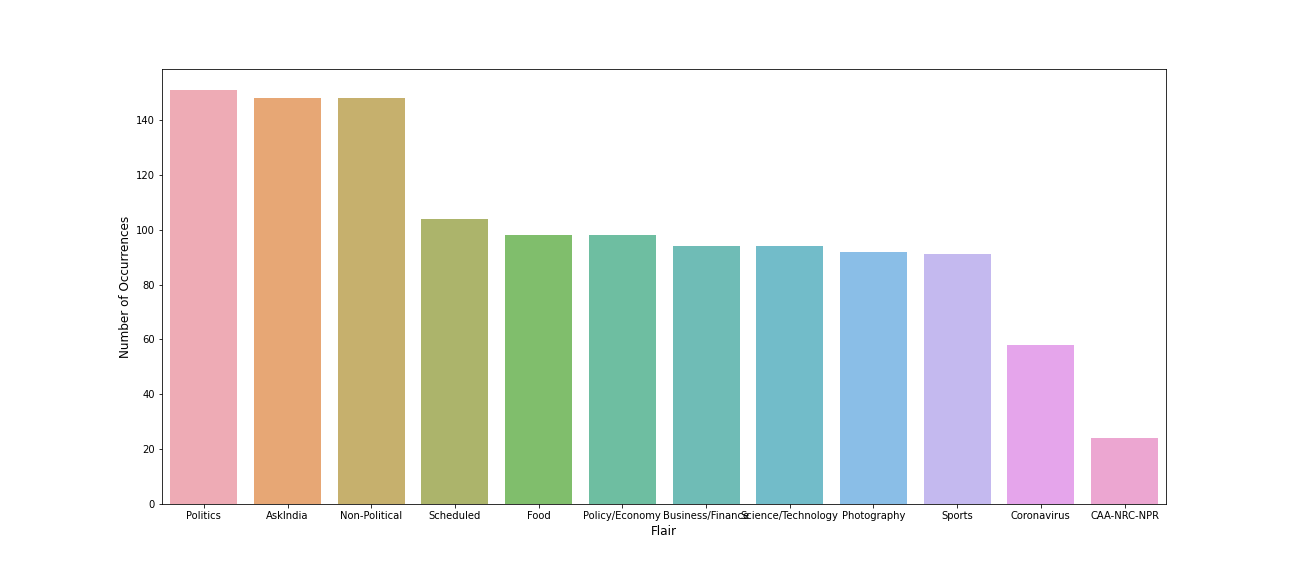 140
120
100
80
60
40
20
0
Number of Occurrences
Politics
AskIndia
Non-Political
Scheduled
Food
Policy/Economy
Business/Finance
Science/Technology
Photography
Sports
Coronavirus
CAA-NRC-NPR
Flair